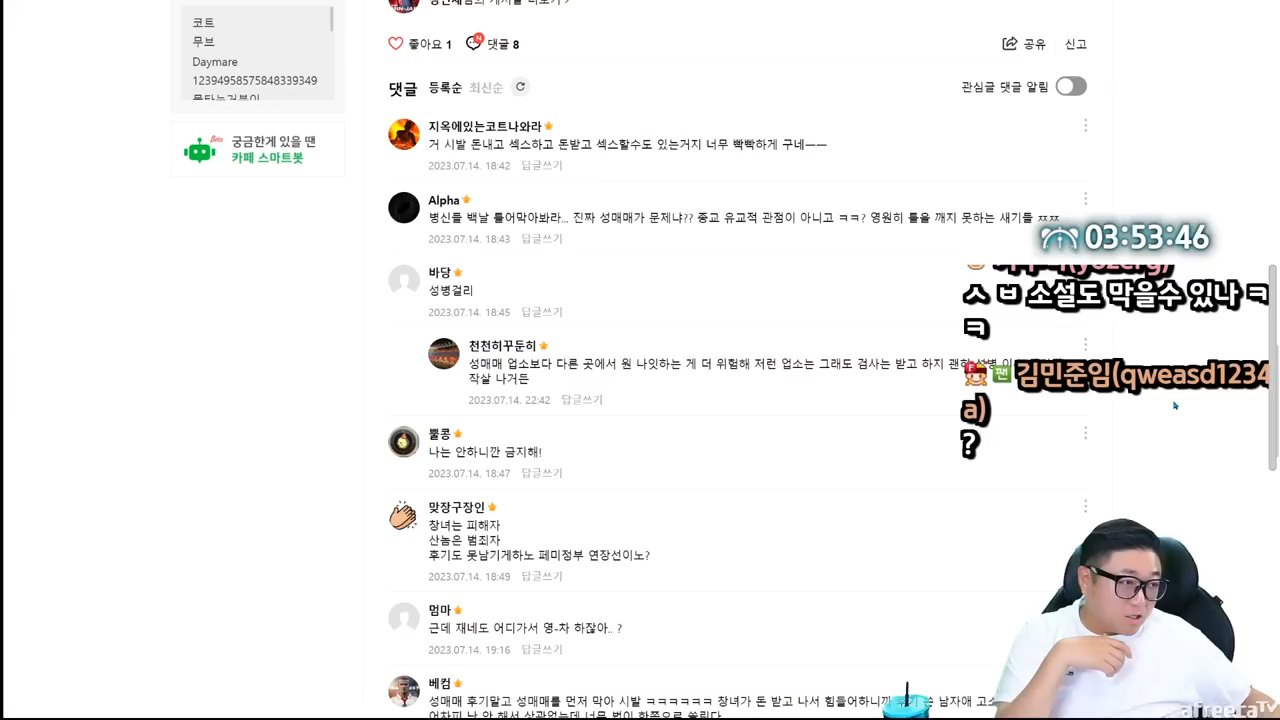 코트
무브
Daymare
12394958575848339349
Beta
궁금한게 있을 땐
카페 스마트봇
좋아요 1
N
댓글 8
공유
신고
댓글
등록순
최신순
관심글 댓글 알림
지옥에있는코트나와라
거 시발 돈내고 섹스하고 돈받고 섹스할수도 있는거지 너무 빡빡하게 구네ㅡㅡ
2023.07.14. 18:42 답글쓰기
Alpha
병신들 백날 틀어막아봐라... 진짜 성매매가 문제냐?? 종교 유교적 관점이 아니고 ㅋㅋ? 영원히 틀을 깨지 못하는 새기들 ㅉㅉ
2023.07.14. 18:43 답글쓰기
03:53:46
바당
성병걸리
2023.07.14. 18:45 답글쓰기
ㅅㅂ 소설도 막을수 있나 ㅋ
ㅋ
천천히꾸둔히
성매매 업소보다 다른 곳에서 원 나잇하는 게 더 위험해 저런 업소는 그래도 검사는 받고 하지 괜히
작살 나거든
2023.07.14. 22:42 답글쓰기
F
팬
김민준임(qweasd1234
a)
?
뿔콩
나는 안하니깐 금지해!
2023.07.14. 18:47 답글쓰기
맞장구장인
창녀는 피해자
산놈은 범죄자
후기도 못남기게하노 페미정부 연장선이노?
2023.07.14. 18:49 답글쓰기
멈마
근데 재네도 어디가서 영-차 하잖아.. ?
2023.07.14. 19:16 답글쓰기
베컴
성매매 후기말고 성매매를 먼저 막아 시발 ㅋㅋㅋㅋㅋㅋ 창녀가 돈 받고 나서 힘들어하니까
afreecaTV